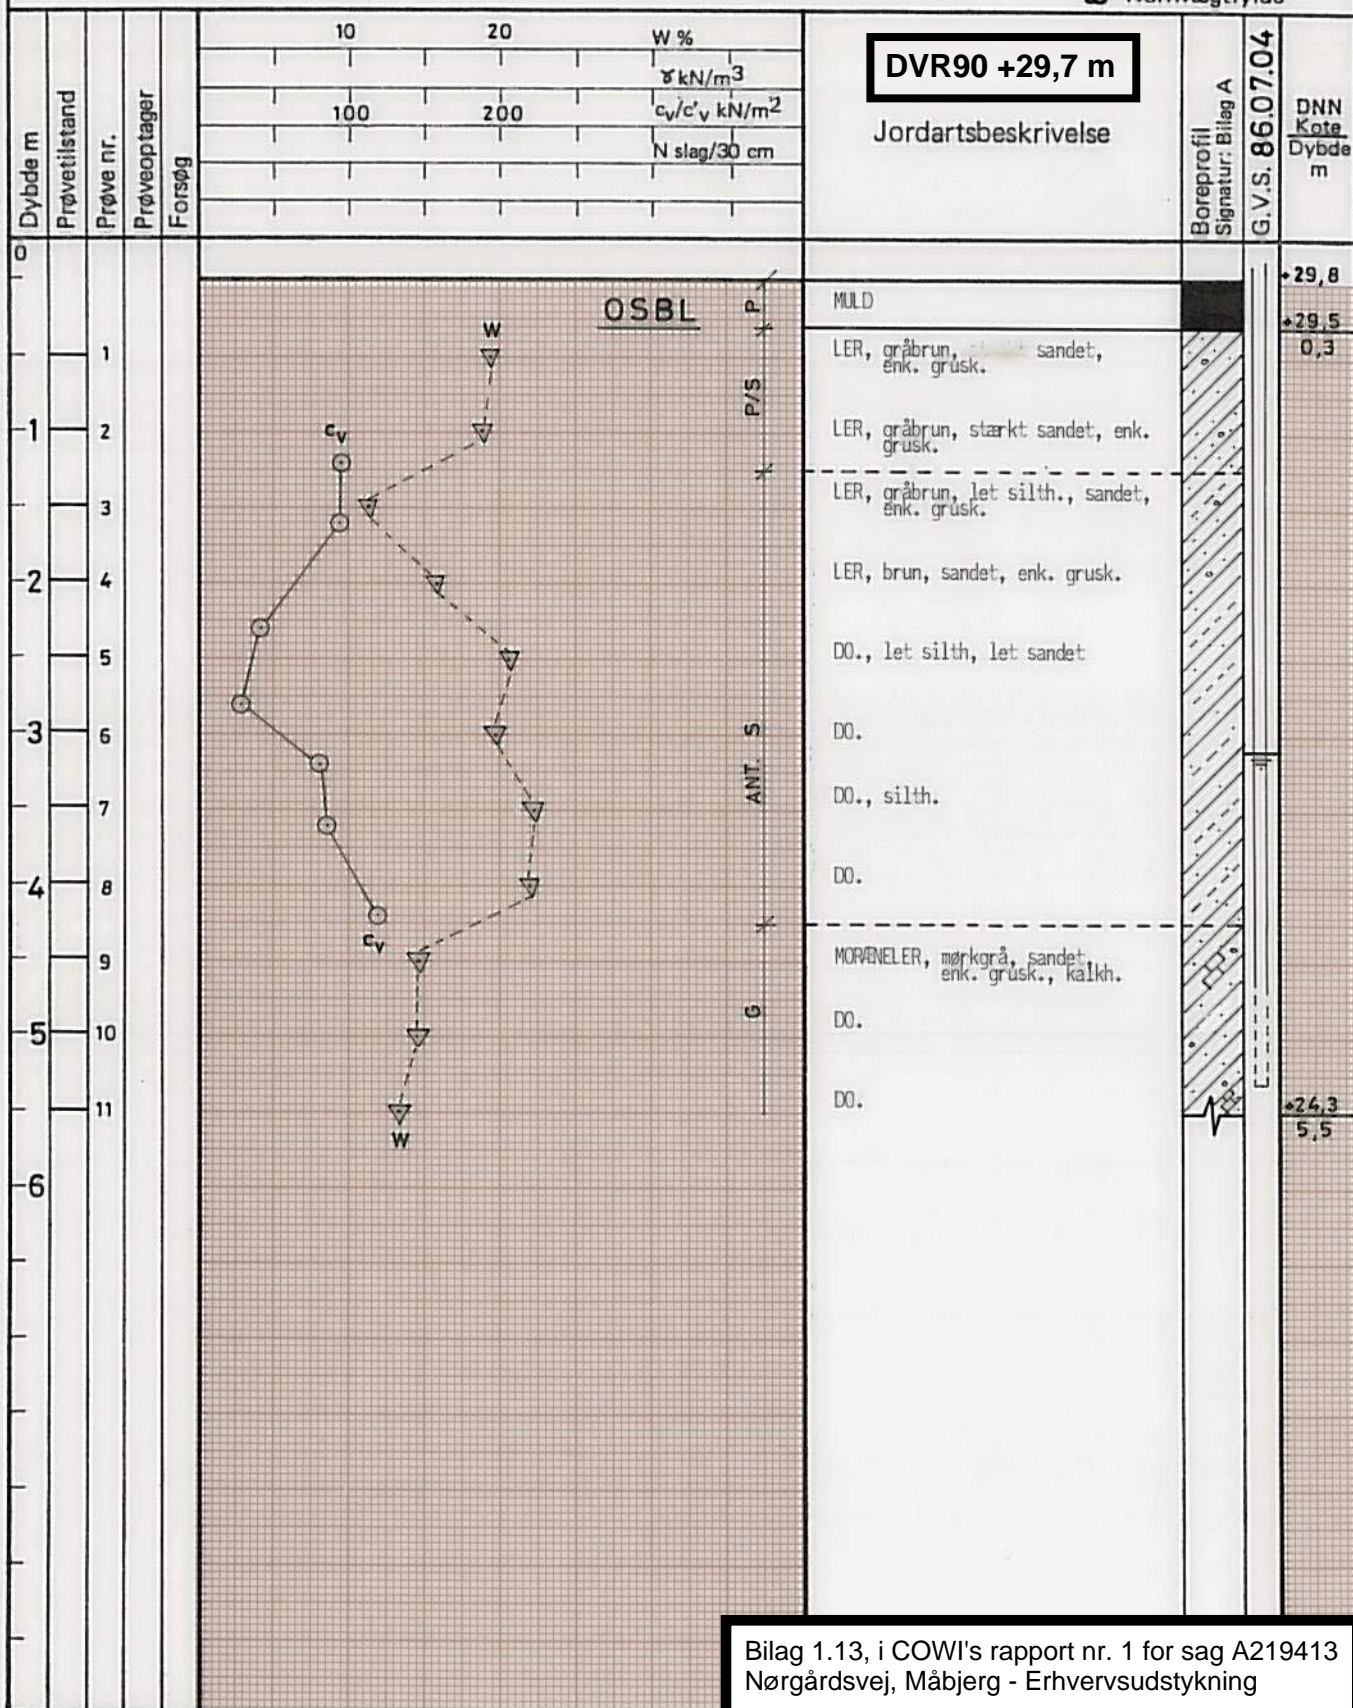 10 20 W %
γ kN/m3
100 200 cv/c'v kN/m2
N slag/30 cm
Dybde m
Prøvetilstand
Prøve nr.
Prøveoptager
Forsøg
DVR90 +29,7 m
Jordartsbeskrivelse
Boreprofil
Signatur: Bilag A
G.V.S. 86.07.04
DNN
Kote
Dybde
m
0
+29,8
OSBL
P
MULD
+29,5
0,3
W
1
LER, gråbrun, sandet,
enk. grusk.
P/S
1
2
cv
LER, gråbrun, stærkt sandet, enk.
grusk.
3
LER, gråbrun, let silth., sandet,
enk. grusk.
2
4
LER, brun, sandet, enk. grusk.
5
DO., let silth, let sandet
3
6
ANT. S
DO.
7
DO., silth.
4
8
DO.
cv
9
MORÆNELER, mørkgrå, sandet,
enk. grusk., kalkh.
G
5
10
DO.
11
DO.
W
+24,3
5,5
6
Bilag 1.13, i COWI's rapport nr. 1 for sag A219413
Nørgårdsvej, Måbjerg - Erhvervsudstykning